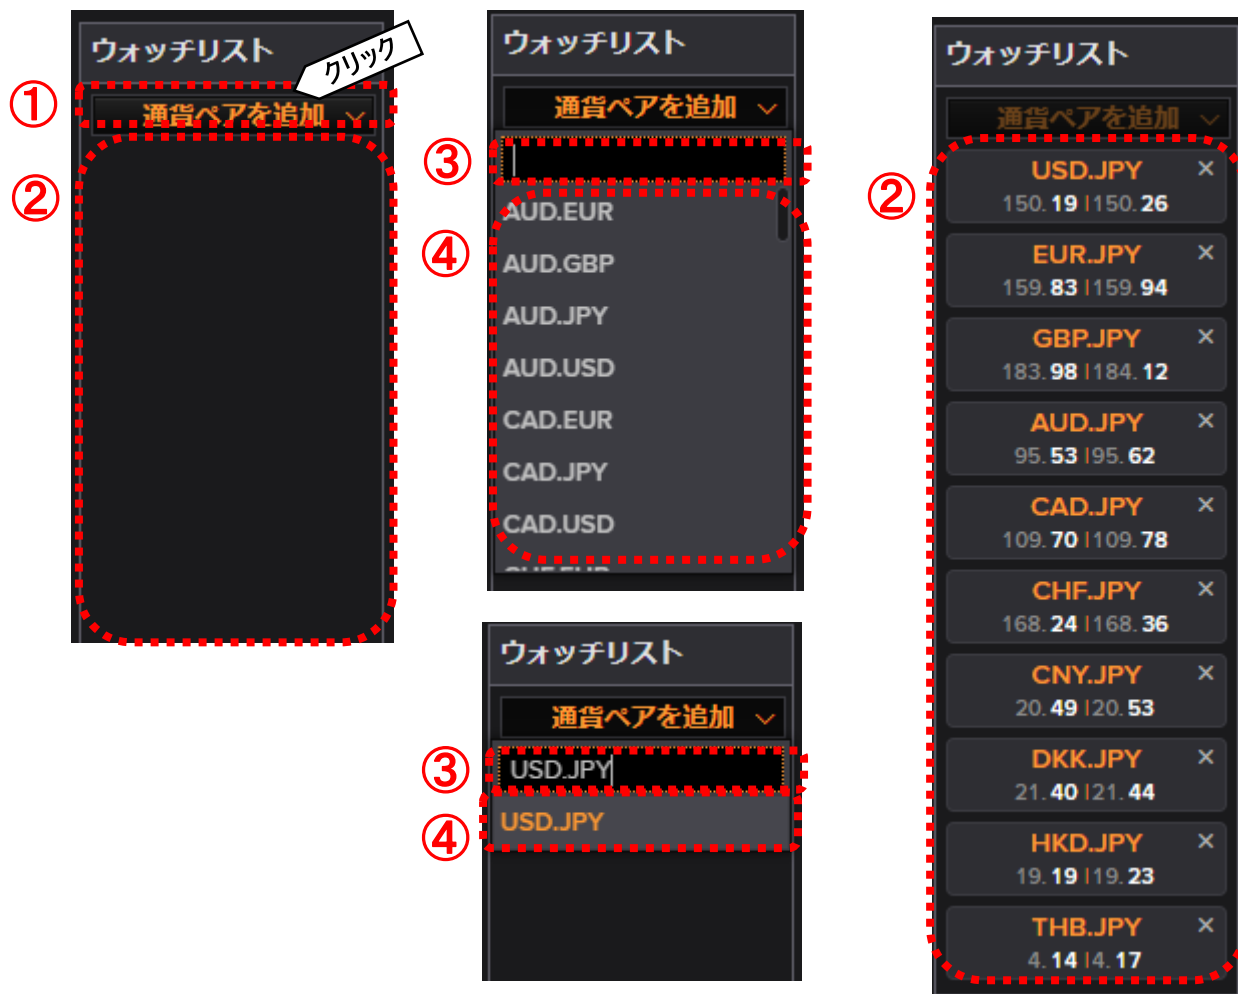 ウォッチリスト
クリック
①
通貨ペアを追加
②
ウォッチリスト
通貨ペアを追加
③
④
AUD.EUR
AUD.GBP
AUD.JPY
AUD.USD
CAD.EUR
CAD.JPY
CAD.USD
ウォッチリスト
通貨ペアを追加
③
USD.JPY
④
USD.JPY
ウォッチリスト
通貨ペアを追加
②
USD.JPY ×
150. 19 | 150. 26
EUR.JPY ×
159. 83 | 159. 94
GBP.JPY ×
183. 98 | 184. 12
AUD.JPY ×
95. 53 | 95. 62
CAD.JPY ×
109. 70 | 109. 78
CHF.JPY ×
168. 24 | 168. 36
CNY.JPY ×
20. 49 | 20. 53
DKK.JPY ×
21. 40 | 21. 44
HKD.JPY ×
19. 19 | 19. 23
THB.JPY ×
4. 14 | 4. 17